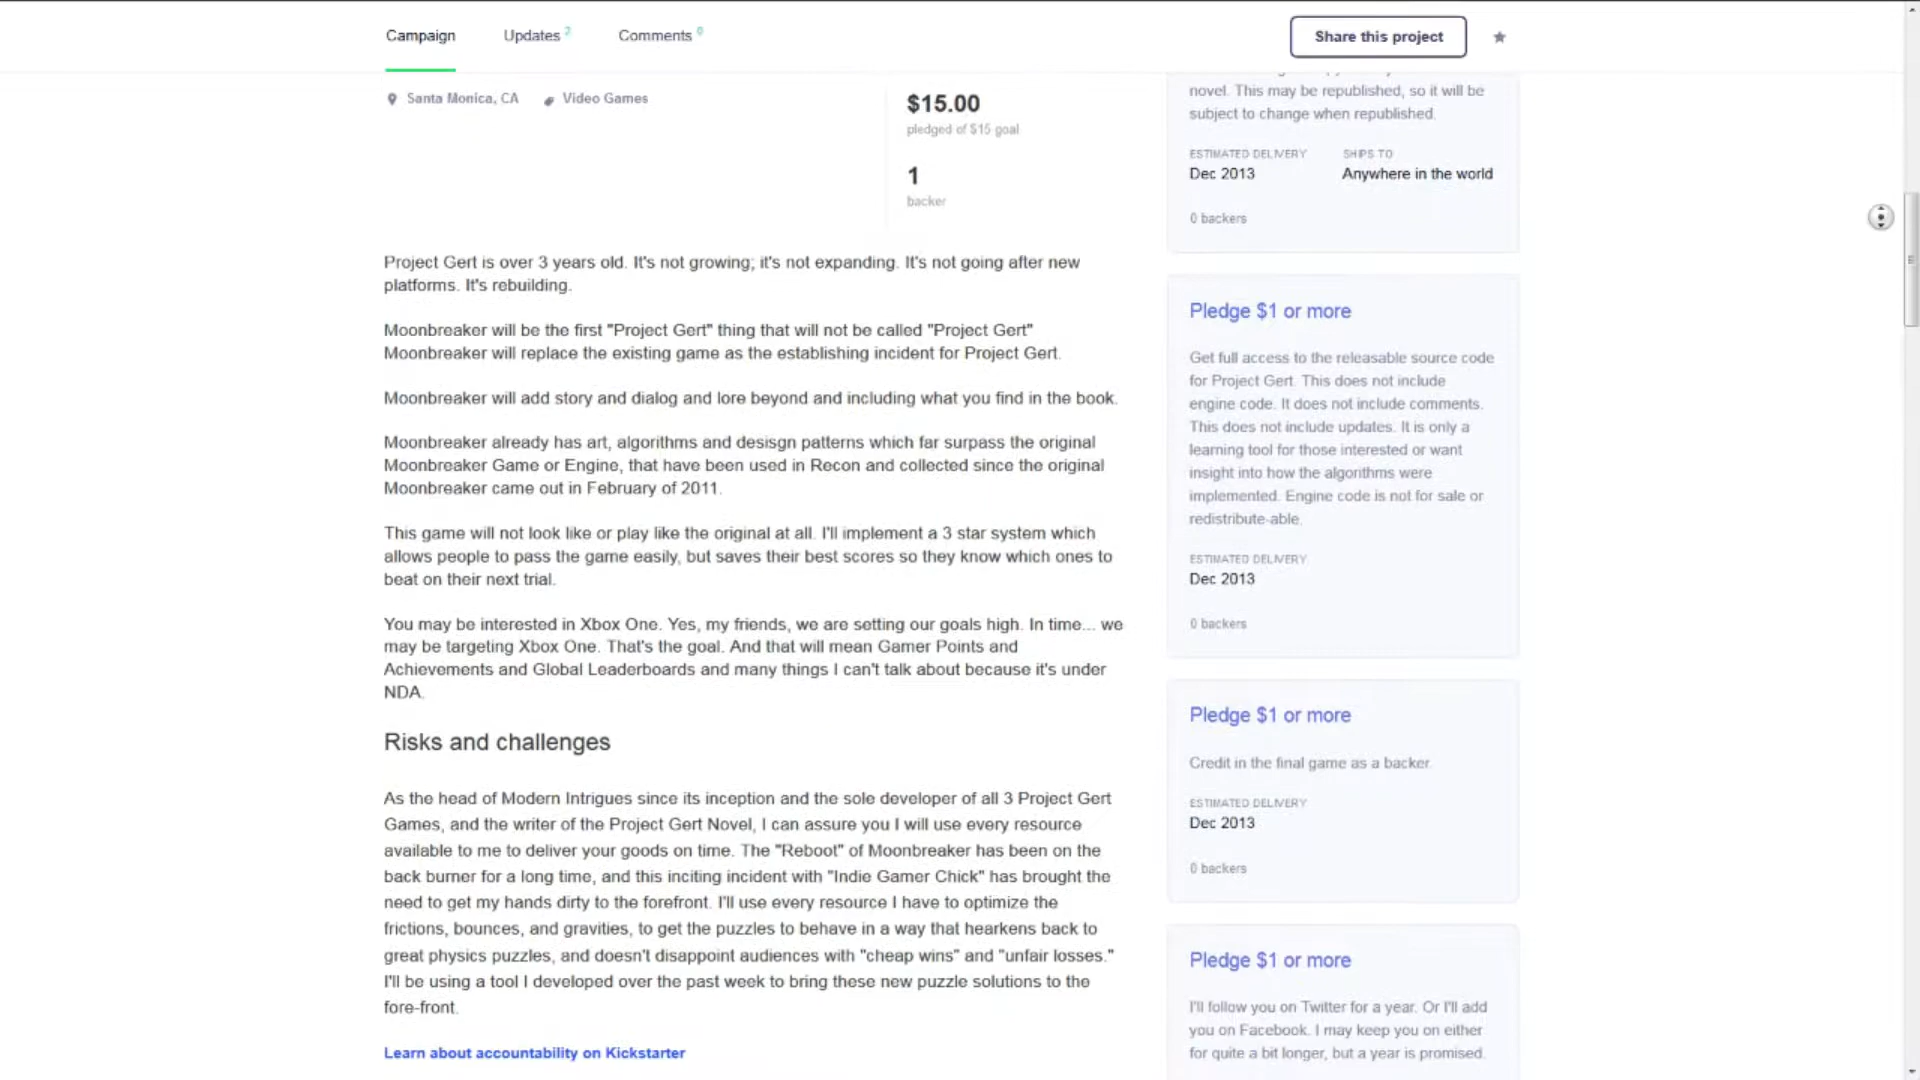 Campaign
Updates 2
Comments 0
Share this project
Santa Monica, CA
Video Games
$15.00
pledged of $15 goal
1
backer
Project Gert is over 3 years old. It's not growing; it's not expanding. It's not going after new
platforms. It's rebuilding.
Moonbreaker will be the first "Project Gert" thing that will not be called "Project Gert"
Moonbreaker will replace the existing game as the establishing incident for Project Gert.
Moonbreaker will add story and dialog and lore beyond and including what you find in the book.
Moonbreaker already has art, algorithms and desisgn patterns which far surpass the original
Moonbreaker Game or Engine, that have been used in Recon and collected since the original
Moonbreaker came out in February of 2011.
This game will not look like or play like the original at all. I'll implement a 3 star system which
allows people to pass the game easily, but saves their best scores so they know which ones to
beat on their next trial.
You may be interested in Xbox One. Yes, my friends, we are setting our goals high. In time... we
may be targeting Xbox One. That's the goal. And that will mean Gamer Points and
Achievements and Global Leaderboards and many things I can't talk about because it's under
NDA.
Risks and challenges
As the head of Modern Intrigues since its inception and the sole developer of all 3 Project Gert
Games, and the writer of the Project Gert Novel, I can assure you I will use every resource
available to me to deliver your goods on time. The "Reboot" of Moonbreaker has been on the
back burner for a long time, and this inciting incident with "Indie Gamer Chick" has brought the
need to get my hands dirty to the forefront. I'll use every resource I have to optimize the
frictions, bounces, and gravities, to get the puzzles to behave in a way that hearkens back to
great physics puzzles, and doesn't disappoint audiences with "cheap wins" and "unfair losses."
I'll be using a tool I developed over the past week to bring these new puzzle solutions to the
fore-front.
Learn about accountability on Kickstarter
novel. This may be republished, so it will be
subject to change when republished.
ESTIMATED DELIVERY
Dec 2013
SHIPS TO
Anywhere in the world
0 backers
Pledge $1 or more
Get full access to the releasable source code
for Project Gert. This does not include
engine code. It does not include comments.
This does not include updates. It is only a
learning tool for those interested or want
insight into how the algorithms were
implemented. Engine code is not for sale or
redistribute-able.
ESTIMATED DELIVERY
Dec 2013
0 backers
Pledge $1 or more
Credit in the final game as a backer.
ESTIMATED DELIVERY
Dec 2013
0 backers
Pledge $1 or more
I'll follow you on Twitter for a year. Or I'll add
you on Facebook. I may keep you on either
for quite a bit longer, but a year is promised.